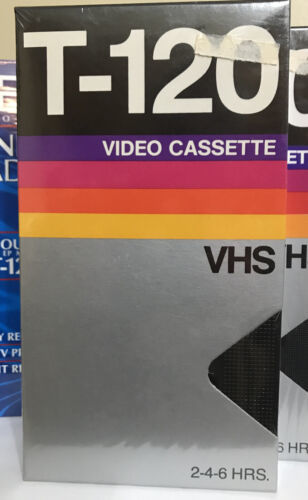 T-120
VIDEO CASSETTE
VHS
2-4-6 HRS.